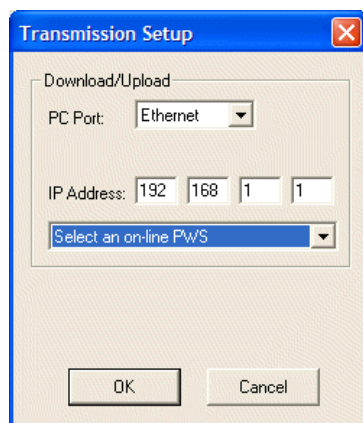 Transmission Setup
Download/Upload
PC Port: Ethernet
IP Address: 192 168 1 1
Select an on-line PWS
OK Cancel